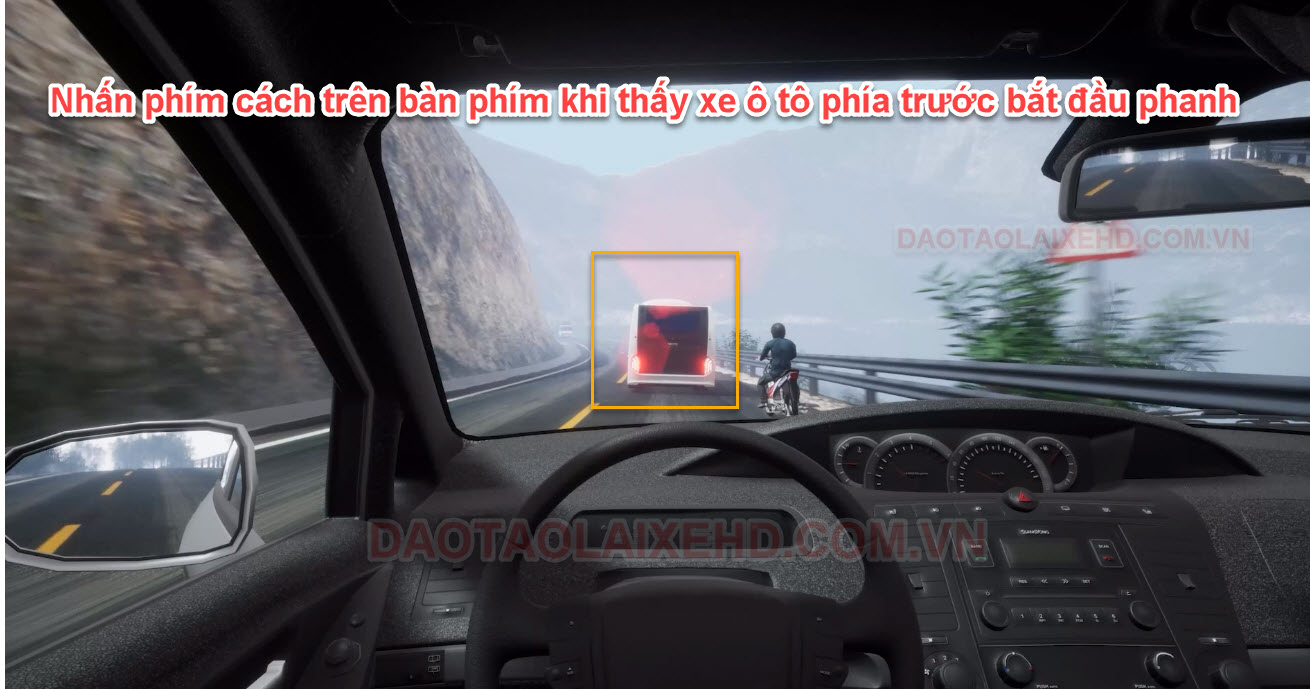 Nhấn phím cách trên bàn phím khi thấy xe ô tô phía trước bắt đầu phanh
DAOTAOLAIXEHD.COM.VN
DAOTAOLAIXEHD.COM.VN